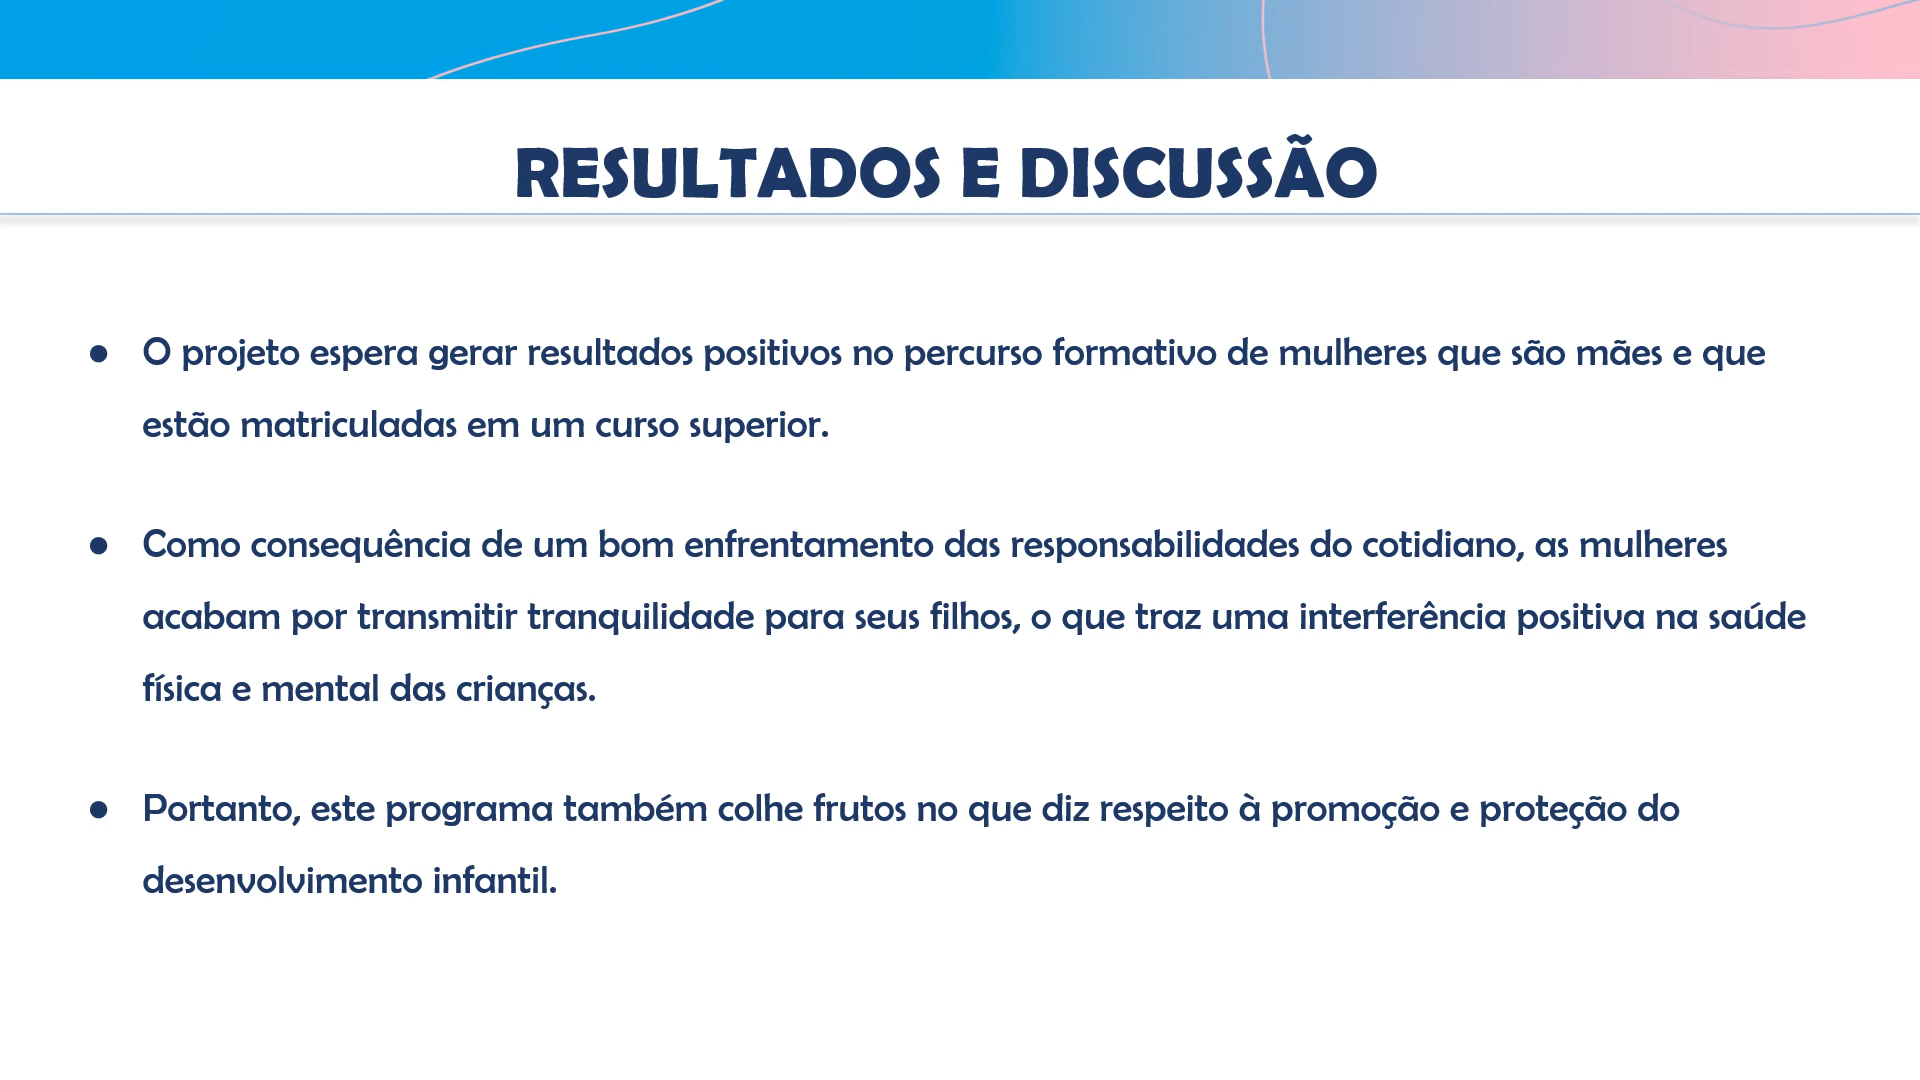 RESULTADOS E DISCUSSÃO
● O projeto espera gerar resultados positivos no percurso formativo de mulheres que são mães e que
estão matriculadas em um curso superior.
● Como consequência de um bom enfrentamento das responsabilidades do cotidiano, as mulheres
acabam por transmitir tranquilidade para seus filhos, o que traz uma interferência positiva na saúde
física e mental das crianças.
● Portanto, este programa também colhe frutos no que diz respeito à promoção e proteção do
desenvolvimento infantil.